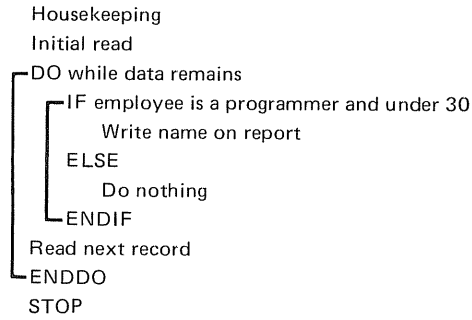 Housekeeping
Initial read
DO while data remains
IF employee is a programmer and under 30
Write name on report
ELSE
Do nothing
ENDIF
Read next record
ENDDO
STOP